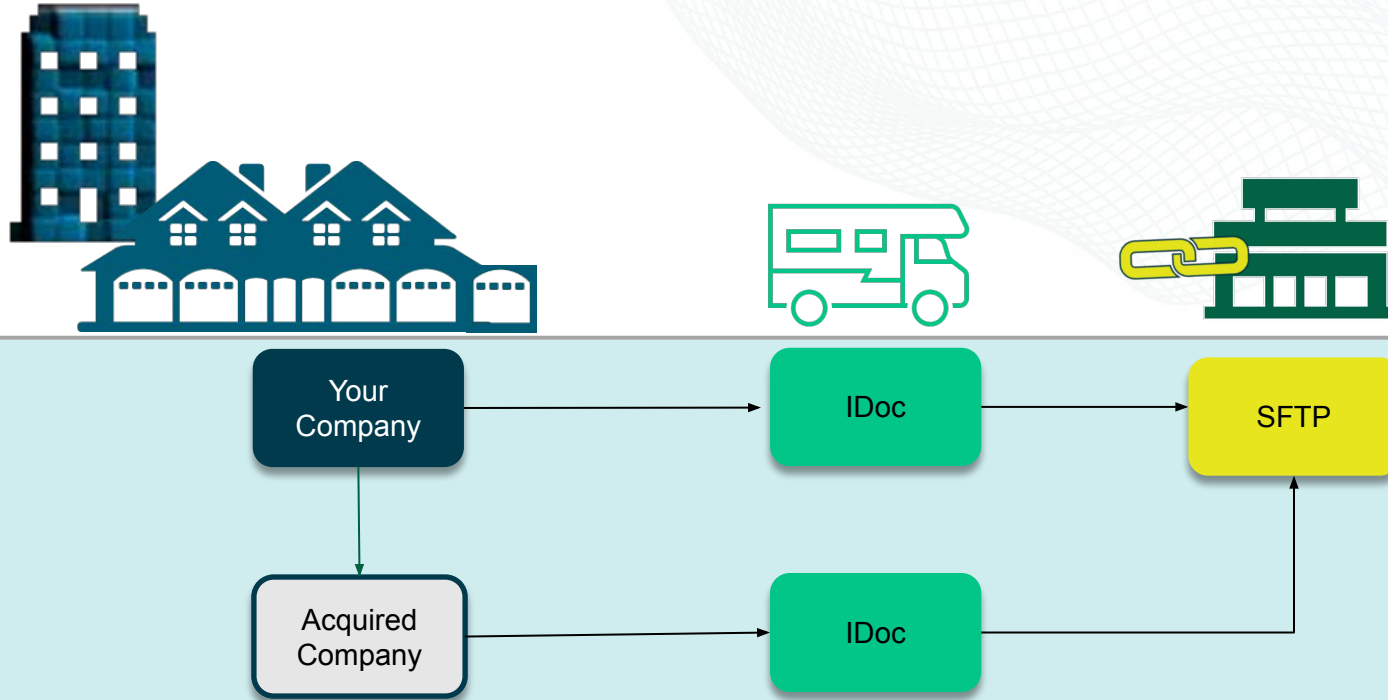 Your
Company
IDoc
SFTP
Acquired
Company
IDoc